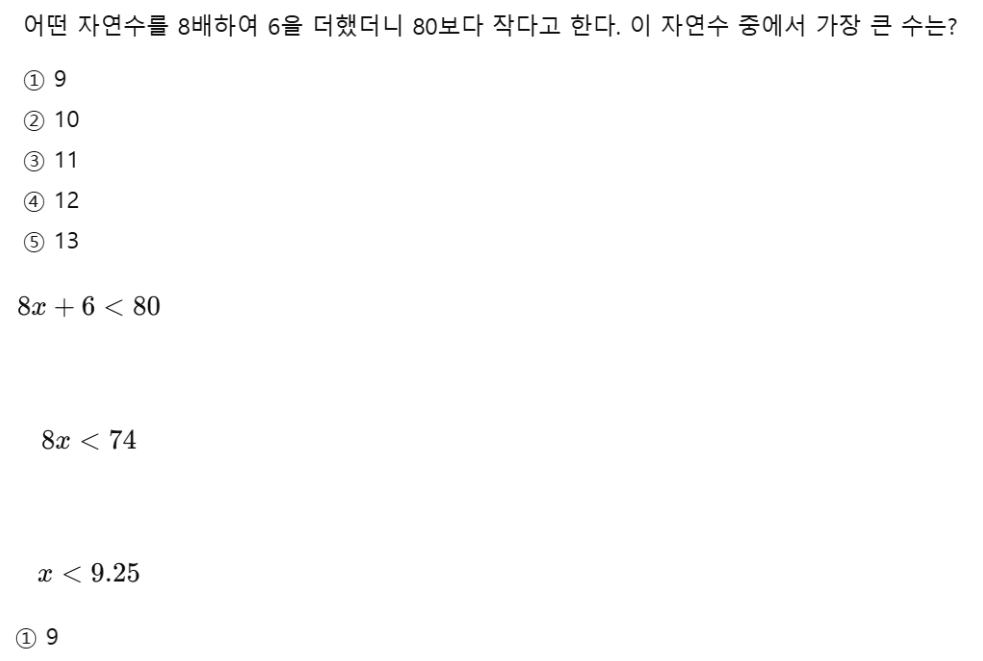 어떤 자연수를 8배하여 6을 더했더니 80보다 작다고 한다. 이 자연수 중에서 가장 큰 수는?
① 9
② 10
③ 11
④ 12
⑤ 13
8x + 6 < 80
8x < 74
x < 9.25
① 9